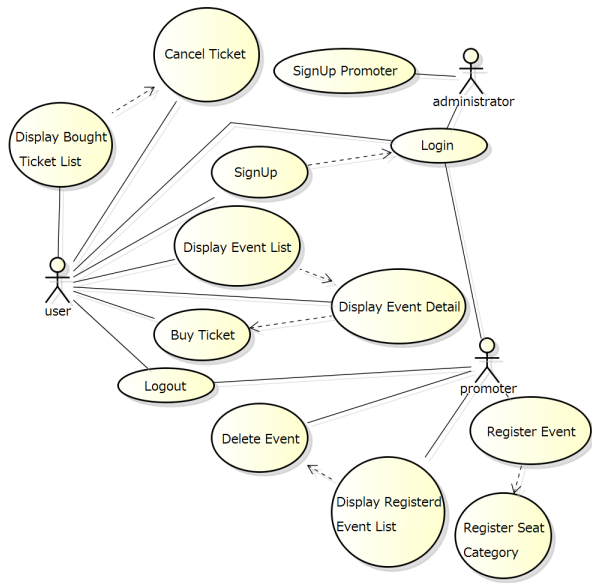 Cancel Ticket
SignUp Promoter
administrator
Display Bought
Ticket List
Login
SignUp
Display Event List
user
Display Event Detail
Buy Ticket
Logout
promoter
Delete Event
Register Event
Display Registerd
Event List
Register Seat
Category